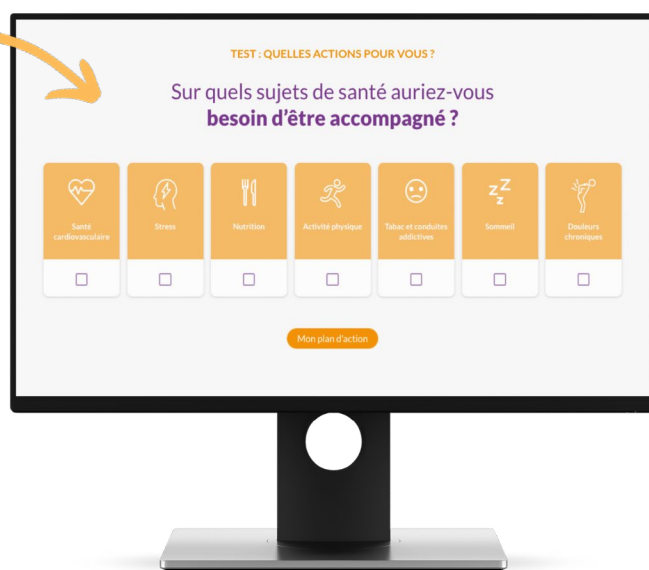 TEST : QUELLES ACTIONS POUR VOUS ?
Sur quels sujets de santé auriez-vous
besoin d'être accompagné ?
Santé
cardiovasculaire
Stress
Nutrition
Activité physique
Tabac et conduites
addictives
Sommeil
Douleurs
chroniques
Mon plan d'action